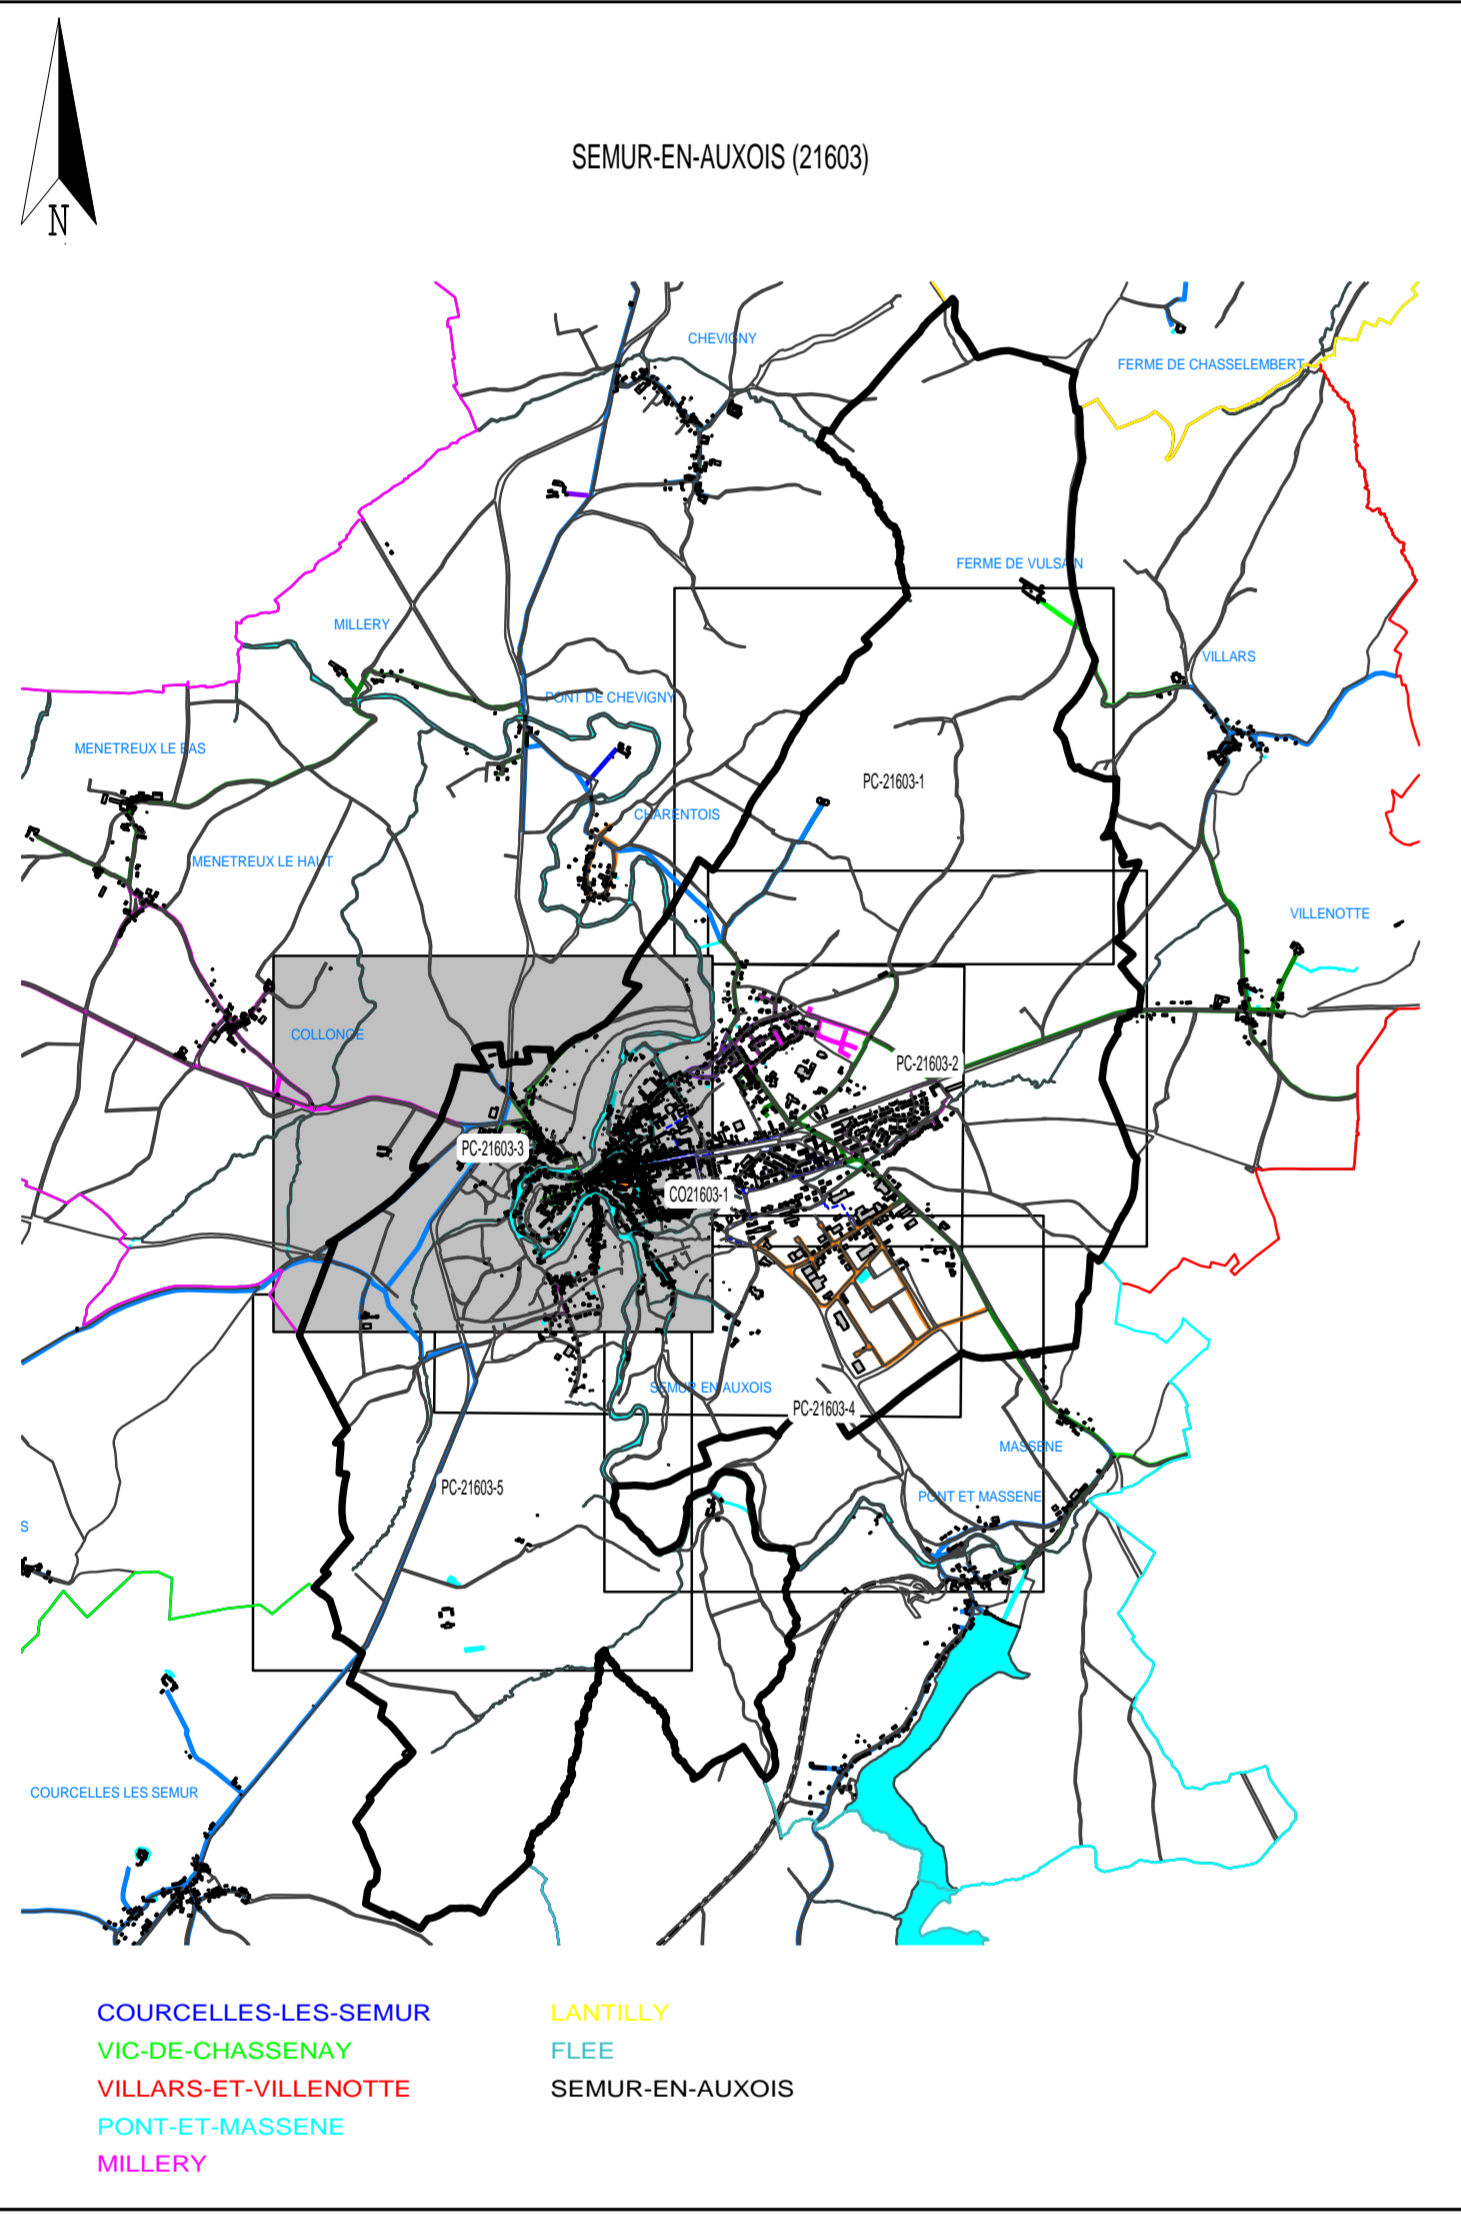 N
SEMUR-EN-AUXOIS (21603)
CHEVIGNY
FERME DE CHASSELEMBERT
FERME DE VULSAIN
MILLERY
VILLARS
PONT DE CHEVIGNY
MENETREUX LE BAS
PC-21603-1
CHARENTOIS
MENETREUX LE HAUT
VILLENOTTE
COLLONGE
PC-21603-2
PC-21603-3
CO21603-1
SEMUR EN AUXOIS
PC-21603-4
MASSENE
PC-21603-5
PONT ET MASSENE
S
COURCELLES LES SEMUR
COURCELLES-LES-SEMUR
VIC-DE-CHASSENAY
VILLARS-ET-VILLENOTTE
PONT-ET-MASSENE
MILLERY
LANTILLY
FLEE
SEMUR-EN-AUXOIS